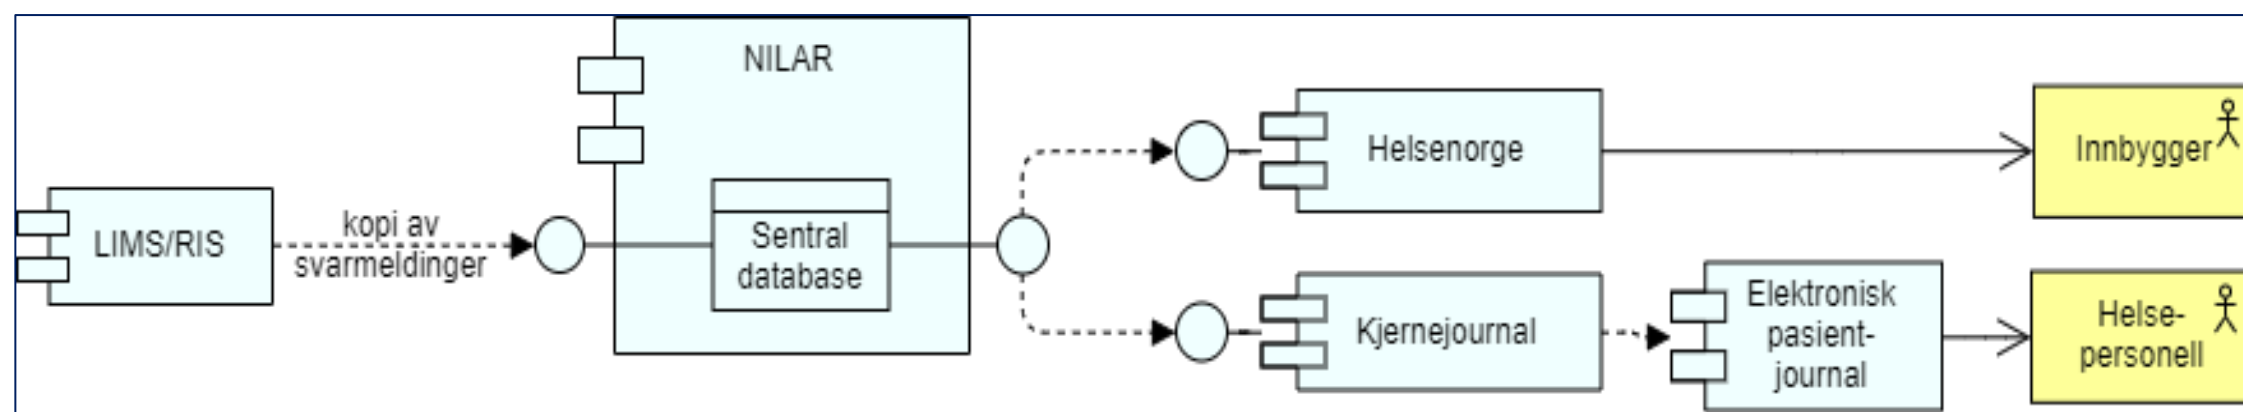 NILAR
LIMS/RIS
kopi av
svarmeldinger
Sentral
database
Helsenorge
Innbygger
Kjernejournal
Elektronisk
pasient-
journal
Helse-
personell